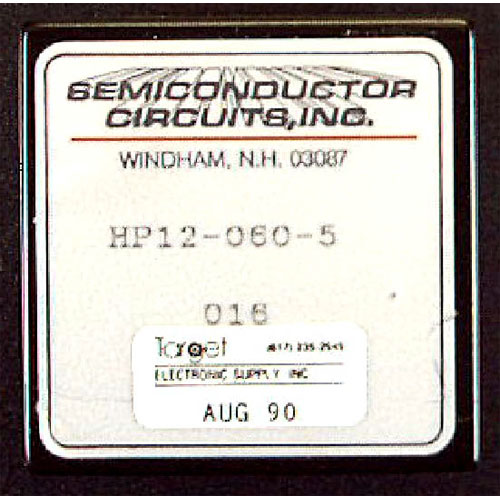 SEMICONDUCTOR
CIRCUITS, INC.
WINDHAM, N.H. 03087
HP12-060-5
016
Target
ELECTRONIC SUPPLY INC
AUG 90